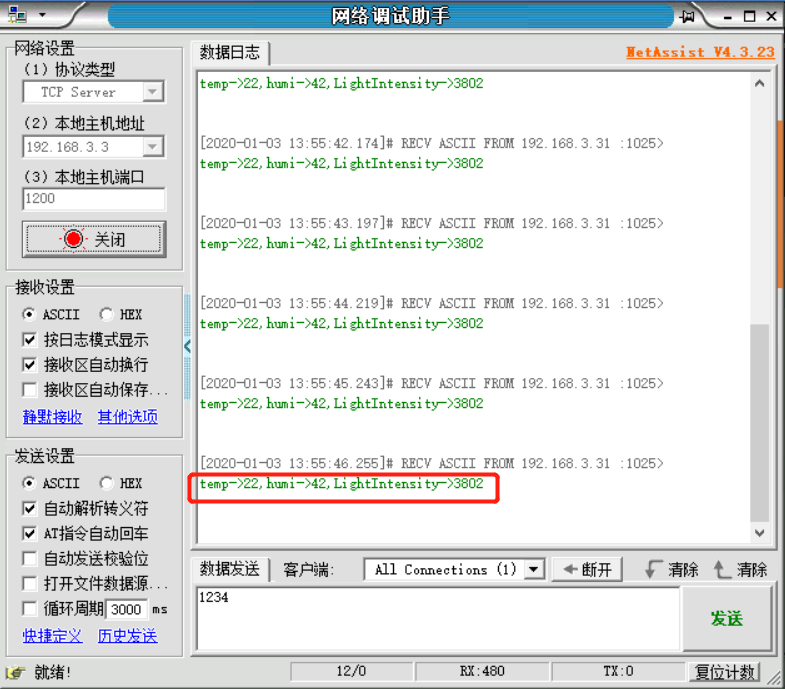 网络调试助手
网络设置
(1) 协议类型
TCP Server
(2) 本地主机地址
192.168.3.3
(3) 本地主机端口
1200
关闭
接收设置
ASCII HEX
按日志模式显示
接收区自动换行
接收区自动保存...
静默接收 其他选项
发送设置
ASCII HEX
自动解析转义符
AT指令自动回车
自动发送校验位
打开文件数据源...
循环周期 3000 ms
快捷定义 历史发送
数据日志
NetAssist V4.3.23
temp->22,humi->42,LightIntensity->3802
[2020-01-03 13:55:42.174]# RECV ASCII FROM 192.168.3.31 :1025>
temp->22,humi->42,LightIntensity->3802
[2020-01-03 13:55:43.197]# RECV ASCII FROM 192.168.3.31 :1025>
temp->22,humi->42,LightIntensity->3802
[2020-01-03 13:55:44.219]# RECV ASCII FROM 192.168.3.31 :1025>
temp->22,humi->42,LightIntensity->3802
[2020-01-03 13:55:45.243]# RECV ASCII FROM 192.168.3.31 :1025>
temp->22,humi->42,LightIntensity->3802
[2020-01-03 13:55:46.255]# RECV ASCII FROM 192.168.3.31 :1025>
temp->22,humi->42,LightIntensity->3802
数据发送 客户端: All Connections (1) 断开 清除 清除
1234
发送
就绪! 12/0 RX:480 TX:0 复位计数